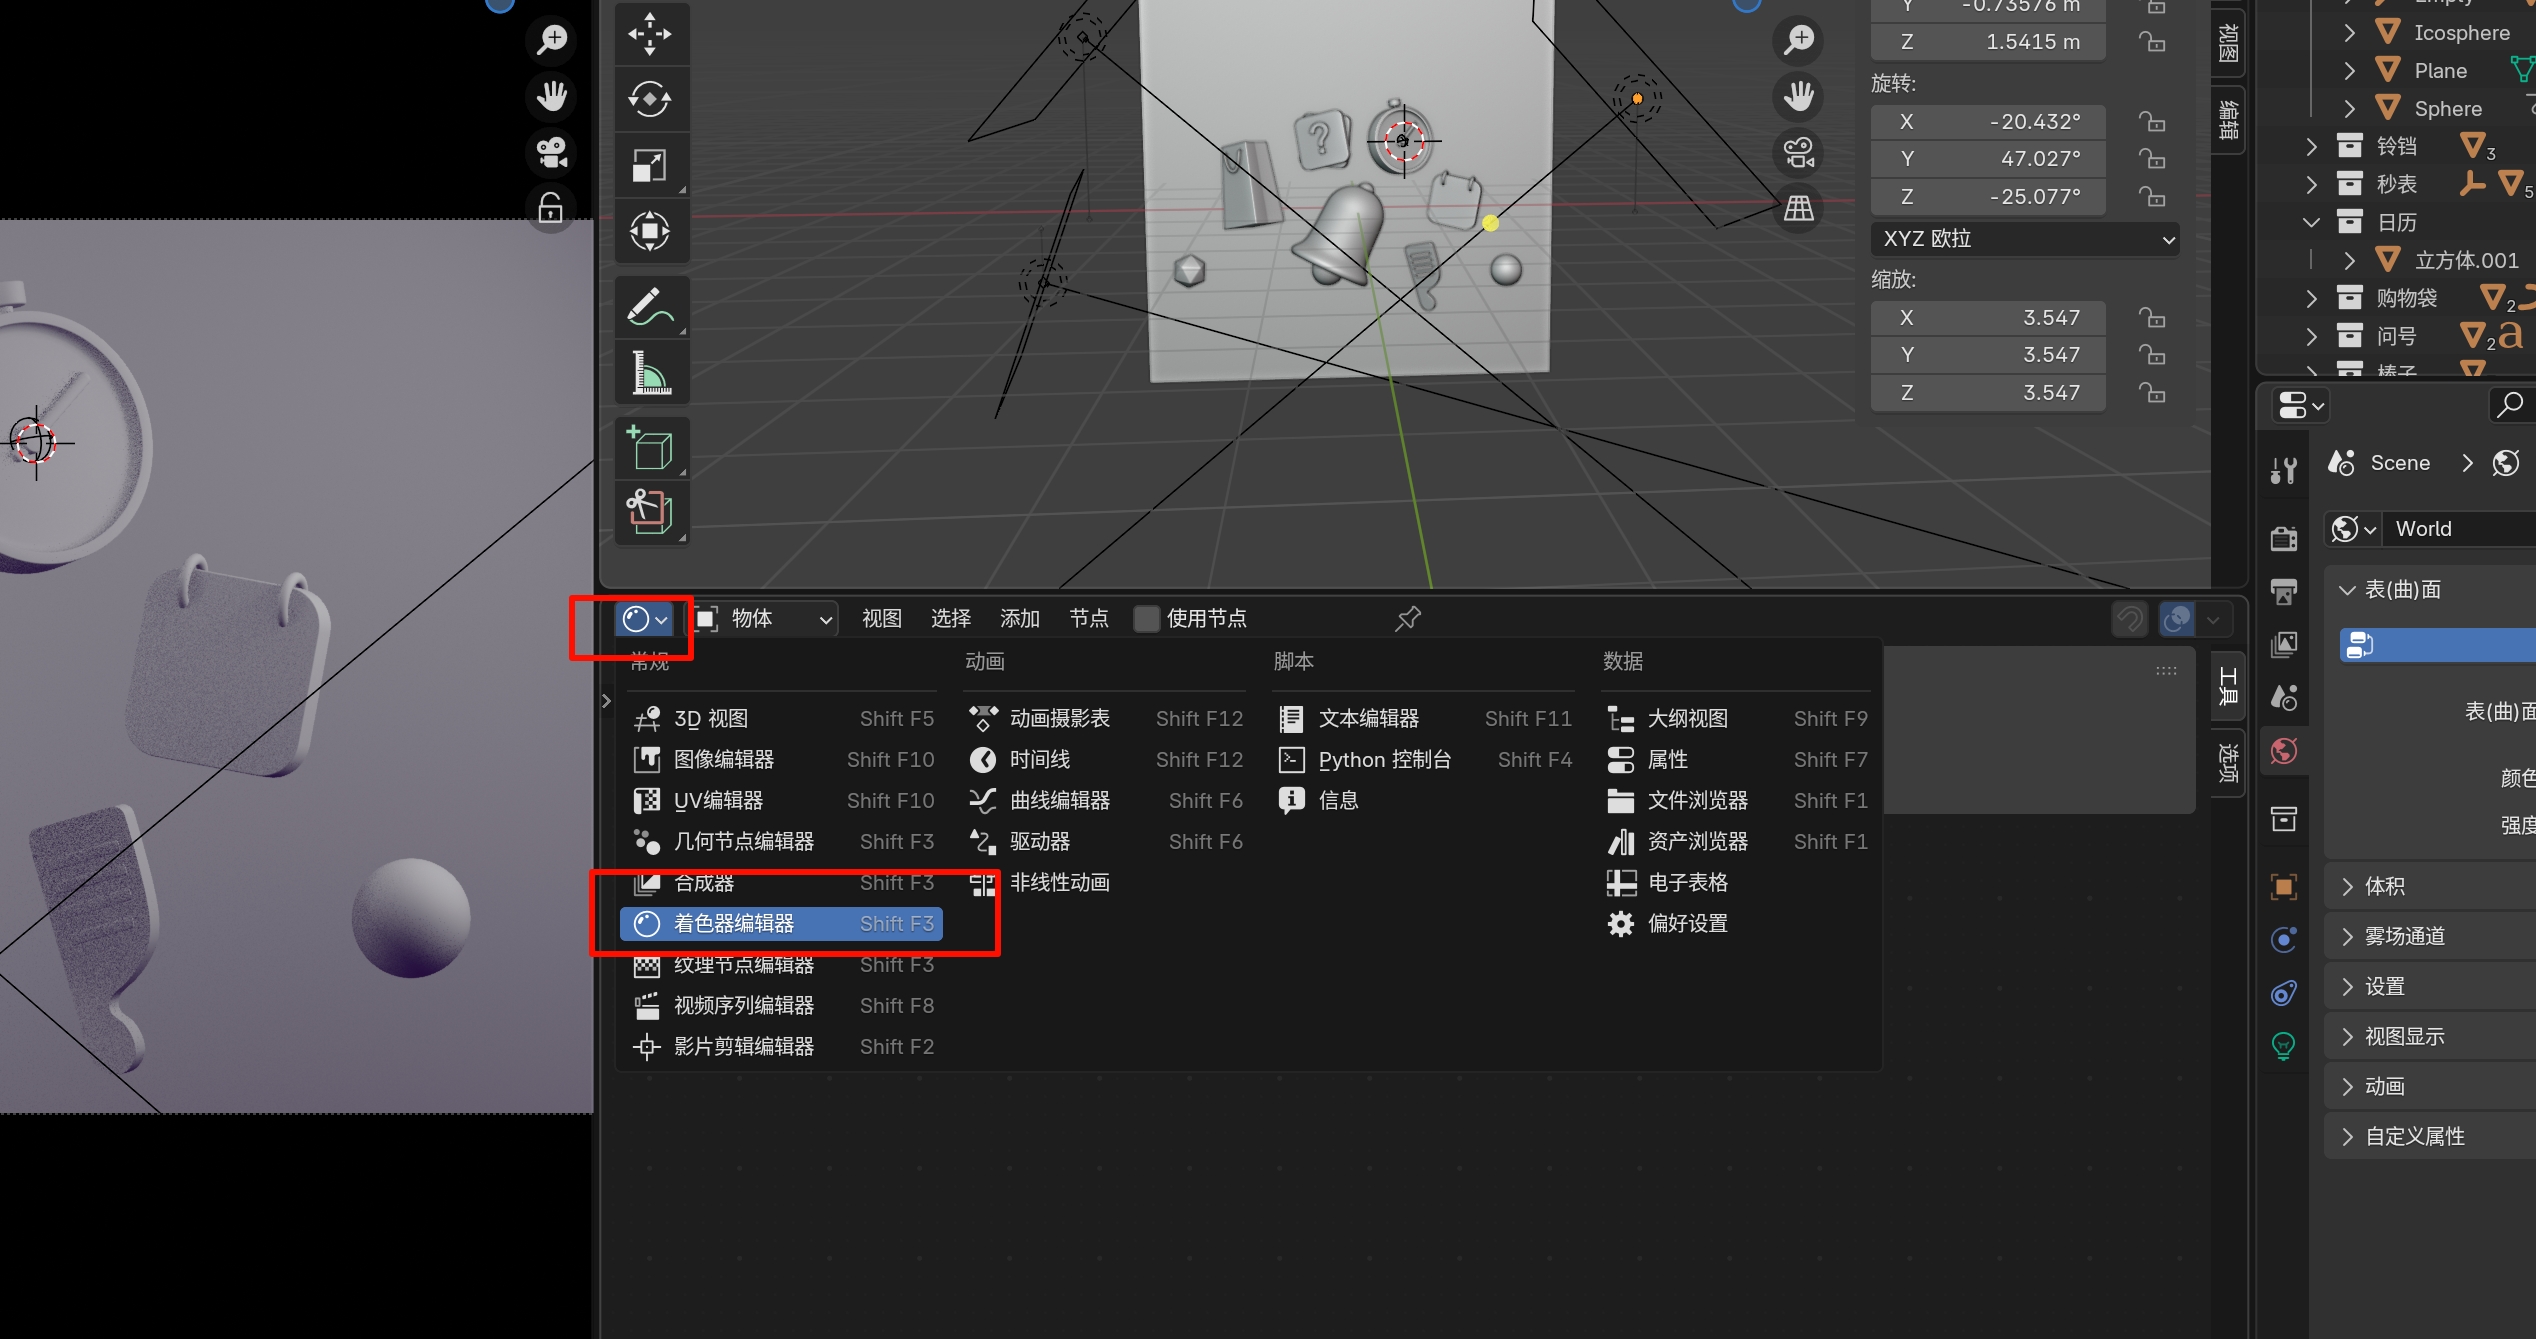 Y -0.73576 m
Z 1.5415 m
旋转:
X -20.432°
Y 47.027°
Z -25.077°
XYZ 欧拉
缩放:
X 3.547
Y 3.547
Z 3.547
视图
编辑
Empty
Icosphere
Plane
Sphere
铃铛 3
秒表 5
日历
立方体.001
购物袋 2
问号 2 a
榛子
Scene
World
表(曲)面
表(曲)面
颜色
强度
体积
雾场通道
设置
视图显示
动画
自定义属性
物体 视图 选择 添加 节点 使用节点
工具
选项
常规
3D 视图 Shift F5
图像编辑器 Shift F10
UV编辑器 Shift F10
几何节点编辑器 Shift F3
合成器 Shift F3
着色器编辑器 Shift F3
纹理节点编辑器 Shift F3
视频序列编辑器 Shift F8
影片剪辑编辑器 Shift F2
动画
动画摄影表 Shift F12
时间线 Shift F12
曲线编辑器 Shift F6
驱动器 Shift F6
非线性动画
脚本
文本编辑器 Shift F11
Python 控制台 Shift F4
信息
数据
大纲视图 Shift F9
属性 Shift F7
文件浏览器 Shift F1
资产浏览器 Shift F1
电子表格
偏好设置